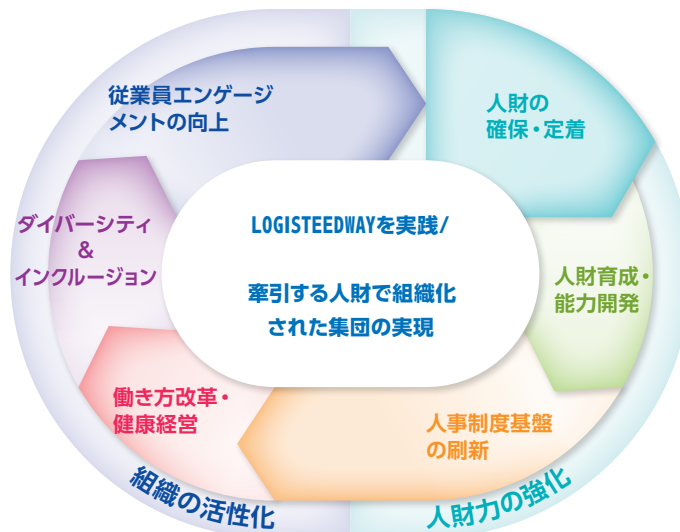 従業員エンゲージ
メントの向上
人財の
確保・定着
ダイバーシティ
&
インクルージョン
LOGISTEEDWAYを実践/
牽引する人財で組織化
された集団の実現
人財育成・
能力開発
働き方改革・
健康経営
人事制度基盤
の刷新
組織の活性化
人財力の強化